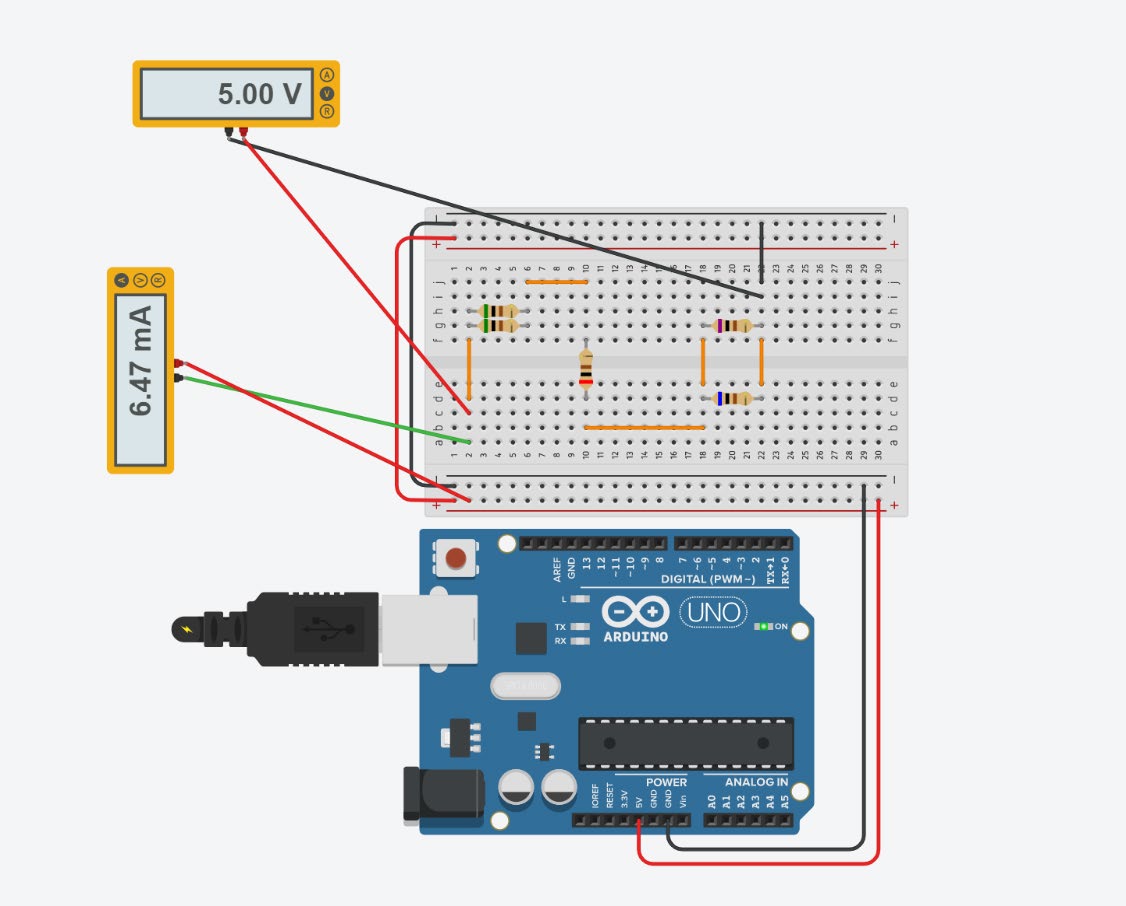 5.00 V
A
V
R
A V R
6.47 mA
− −
+ +
1 2 3 4 5 6 7 8 9 10 11 12 13 14 15 16 17 18 19 20 21 22 23 24 25 26 27 28 29 30
j j
i i
h h
g g
f f
e e
d d
c c
b b
a a
1 2 3 4 5 6 7 8 9 10 11 12 13 14 15 16 17 18 19 20 21 22 23 24 25 26 27 28 29 30
− −
+ +
AREF GND 13 12 ~11 ~10 ~9 8 7 ~6 ~5 4 ~3 2 TX→1 RX←0
DIGITAL (PWM~)
L
TX
RX
UNO
ARDUINO
ON
POWER ANALOG IN
IOREF RESET 3.3V 5V GND GND Vin A0 A1 A2 A3 A4 A5